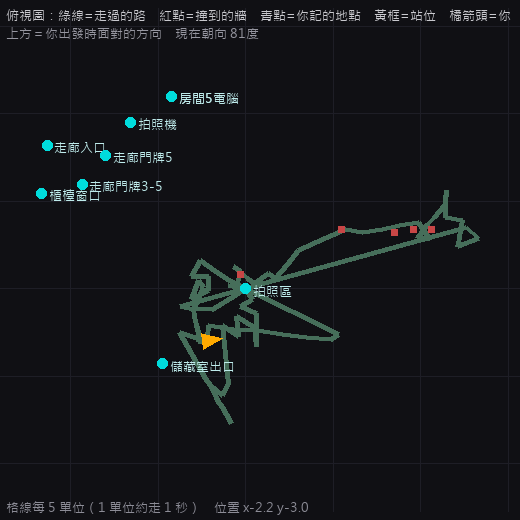 俯視圖：綠線=走過的路　紅點=撞到的牆　青點=你記的地點　黃框=站位　橘箭頭=你
上方=你出發時面對的方向　現在朝向 81度
房間5電腦
拍照機
走廊入口
走廊門牌5
走廊門牌3-5
櫃檯窗口
拍照區
儲藏室出口
格線每 5 單位（1 單位約走 1 秒）　位置 x-2.2 y-3.0